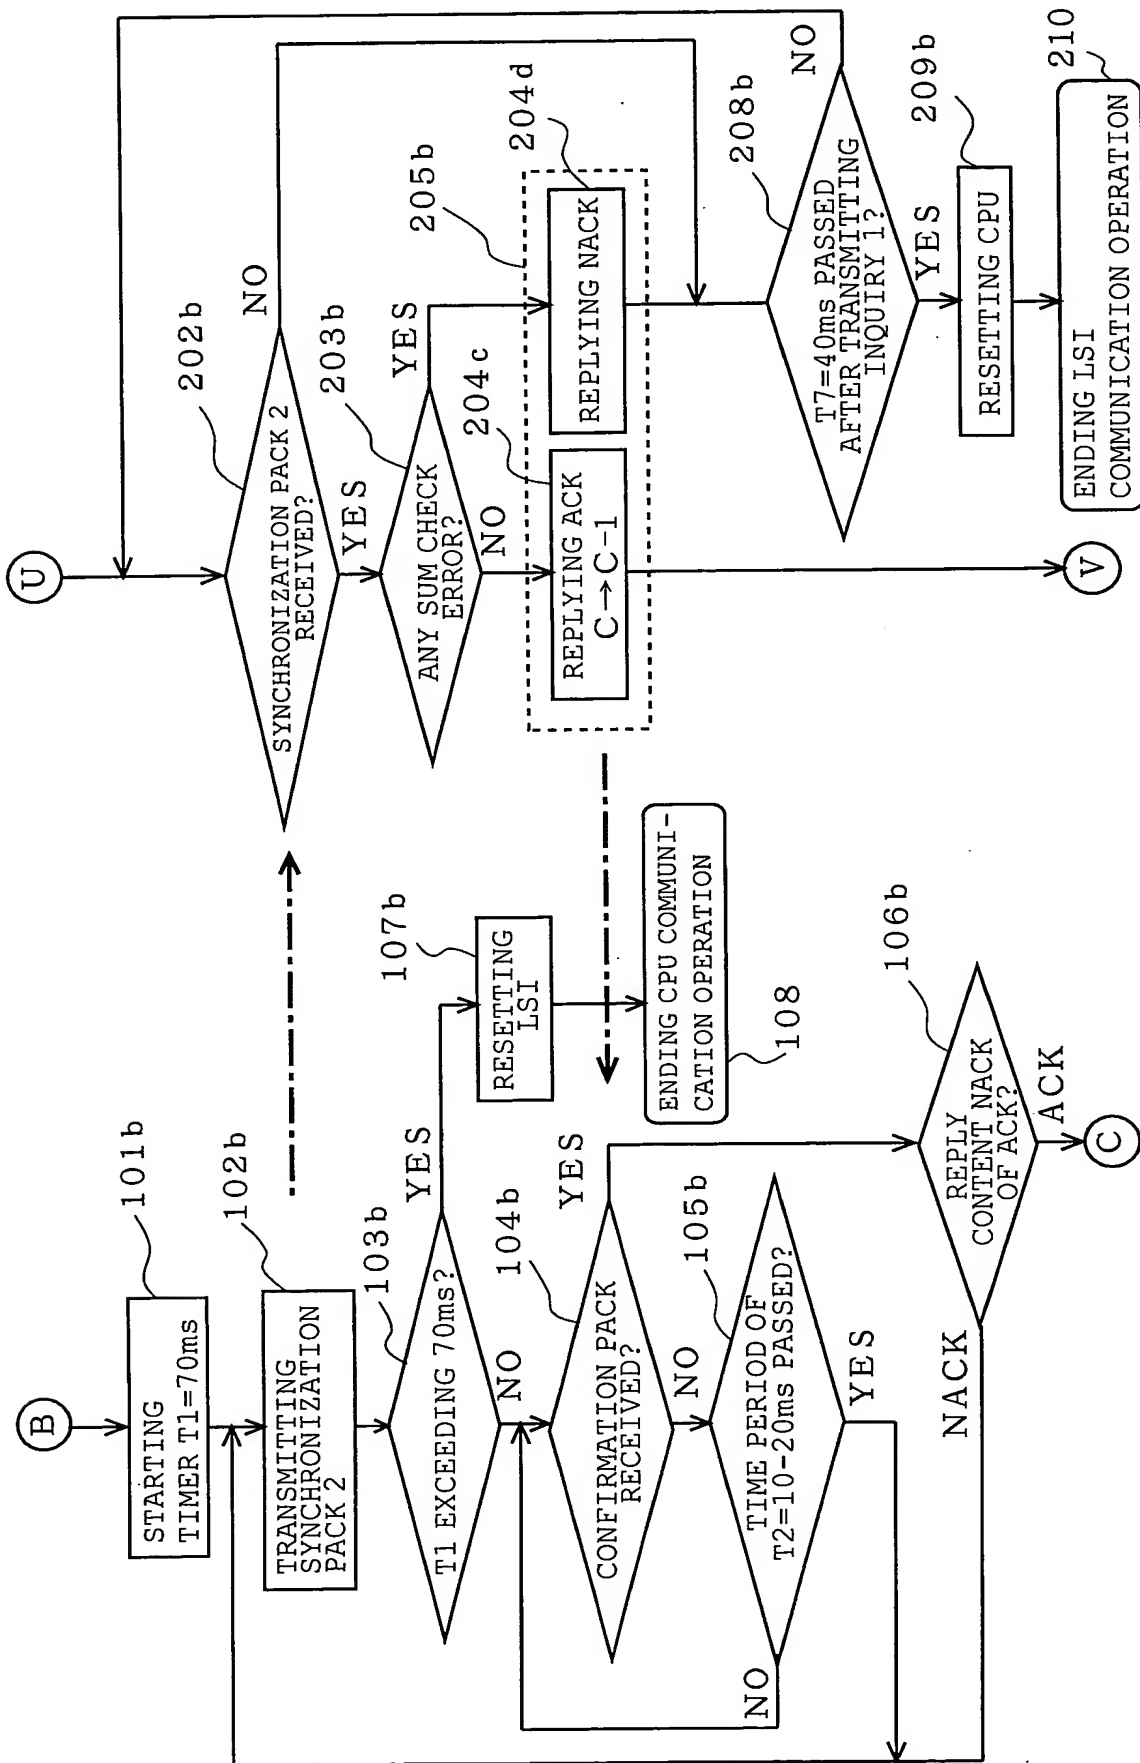 B
STARTING
TIMER T1=70ms
101b
TRANSMITTING
SYNCHRONIZATION
PACK 2
102b
T1 EXCEEDING 70ms?
103b
YES
NO
RESETTING
LSI
107b
ENDING CPU COMMUNI-
CATION OPERATION
108
CONFIRMATION PACK
RECEIVED?
104b
YES
NO
TIME PERIOD OF
T2=10-20ms PASSED?
105b
NO
YES
REPLY
CONTENT NACK
OF ACK?
106b
NACK
ACK
C
U
SYNCHRONIZATION PACK 2
RECEIVED?
202b
NO
YES
ANY SUM CHECK
ERROR?
203b
YES
NO
205b
REPLYING ACK
C→C-1
204c
REPLYING NACK
204d
T7=40ms PASSED
AFTER TRANSMITTING
INQUIRY 1?
208b
NO
YES
RESETTING CPU
209b
ENDING LSI
COMMUNICATION OPERATION
210
V